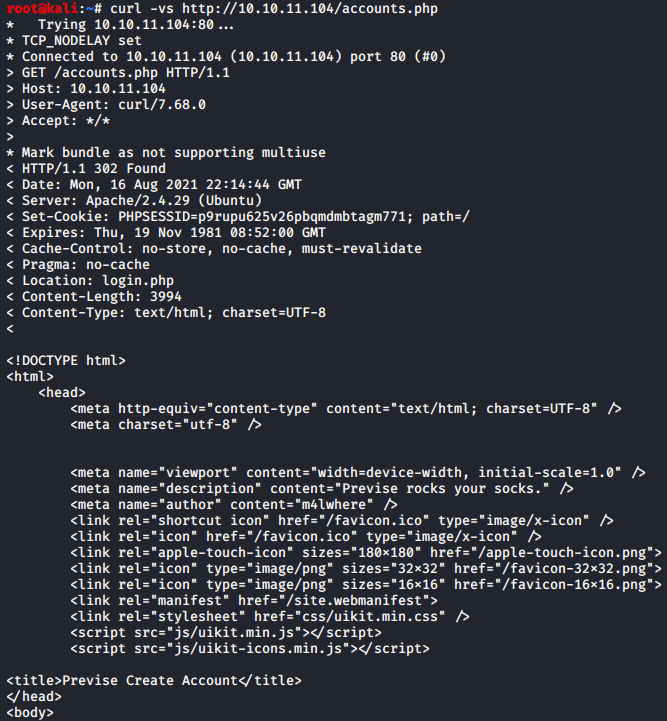 root@kali:~# curl -vs http://10.10.11.104/accounts.php
*   Trying 10.10.11.104:80...
* TCP_NODELAY set
* Connected to 10.10.11.104 (10.10.11.104) port 80 (#0)
> GET /accounts.php HTTP/1.1
> Host: 10.10.11.104
> User-Agent: curl/7.68.0
> Accept: */*
>
* Mark bundle as not supporting multiuse
< HTTP/1.1 302 Found
< Date: Mon, 16 Aug 2021 22:14:44 GMT
< Server: Apache/2.4.29 (Ubuntu)
< Set-Cookie: PHPSESSID=p9rupu625v26pbqmdmbtagm771; path=/
< Expires: Thu, 19 Nov 1981 08:52:00 GMT
< Cache-Control: no-store, no-cache, must-revalidate
< Pragma: no-cache
< Location: login.php
< Content-Length: 3994
< Content-Type: text/html; charset=UTF-8
<
<!DOCTYPE html>
<html>
    <head>
        <meta http-equiv="content-type" content="text/html; charset=UTF-8" />
        <meta charset="utf-8" />
        <meta name="viewport" content="width=device-width, initial-scale=1.0" />
        <meta name="description" content="Previse rocks your socks." />
        <meta name="author" content="m4lwhere" />
        <link rel="shortcut icon" href="/favicon.ico" type="image/x-icon" />
        <link rel="icon" href="/favicon.ico" type="image/x-icon" />
        <link rel="apple-touch-icon" sizes="180×180" href="/apple-touch-icon.png">
        <link rel="icon" type="image/png" sizes="32×32" href="/favicon-32×32.png">
        <link rel="icon" type="image/png" sizes="16×16" href="/favicon-16×16.png">
        <link rel="manifest" href="/site.webmanifest">
        <link rel="stylesheet" href="css/uikit.min.css" />
        <script src="js/uikit.min.js"></script>
        <script src="js/uikit-icons.min.js"></script>
<title>Previse Create Account</title>
</head>
<body>